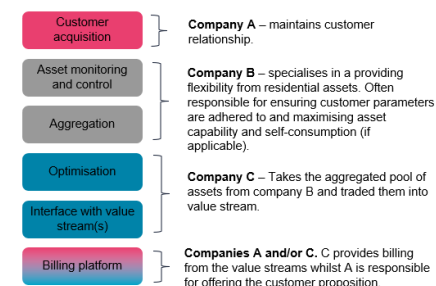 Customer
acquisition
Company A – maintains customer
relationship.
Asset monitoring
and control
Aggregation
Company B – specialises in a providing
flexibility from residential assets. Often
responsible for ensuring customer parameters
are adhered to and maximising asset
capability and self-consumption (if
applicable).
Optimisation
Interface with value
stream(s)
Company C – Takes the aggregated pool of
assets from company B and traded them into
value stream.
Billing platform
Companies A and/or C. C provides billing
from the value streams whilst A is responsible
for offering the customer proposition.